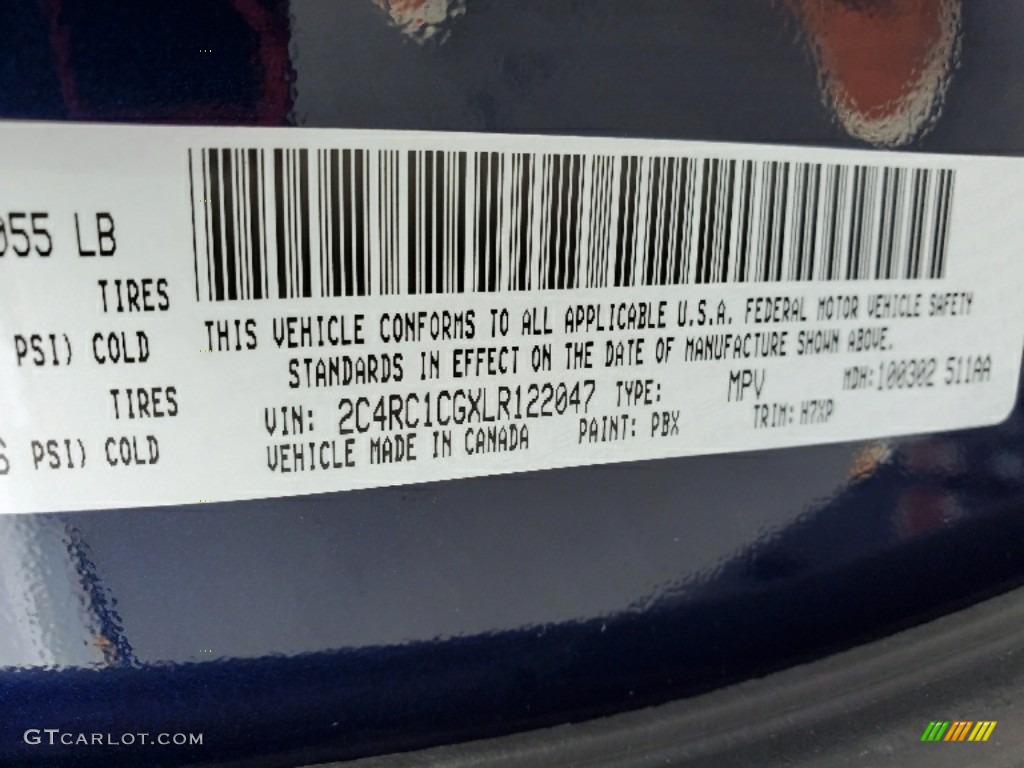 055 LB
TIRES
PSI) COLD
TIRES
PSI) COLD
THIS VEHICLE CONFORMS TO ALL APPLICABLE U.S.A. FEDERAL MOTOR VEHICLE SAFETY
STANDARDS IN EFFECT ON THE DATE OF MANUFACTURE SHOWN ABOVE.
VIN: 2C4RC1CGXLR122047 TYPE: MPV MDH:100302 511AA
VEHICLE MADE IN CANADA PAINT: PBX TRIM: H7XP
GTCARLOT.COM